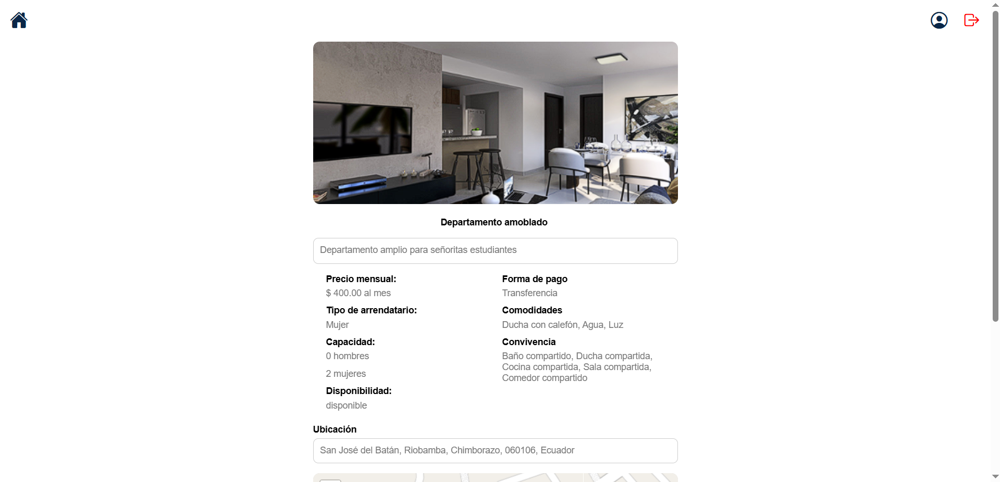 Departamento amoblado
Departamento amplio para señoritas estudiantes
Precio mensual:
$ 400.00 al mes
Tipo de arrendatario:
Mujer
Capacidad:
0 hombres
2 mujeres
Disponibilidad:
disponible
Forma de pago
Transferencia
Comodidades
Ducha con calefón, Agua, Luz
Convivencia
Baño compartido, Ducha compartida,
Cocina compartida, Sala compartida,
Comedor compartido
Ubicación
San José del Batán, Riobamba, Chimborazo, 060106, Ecuador